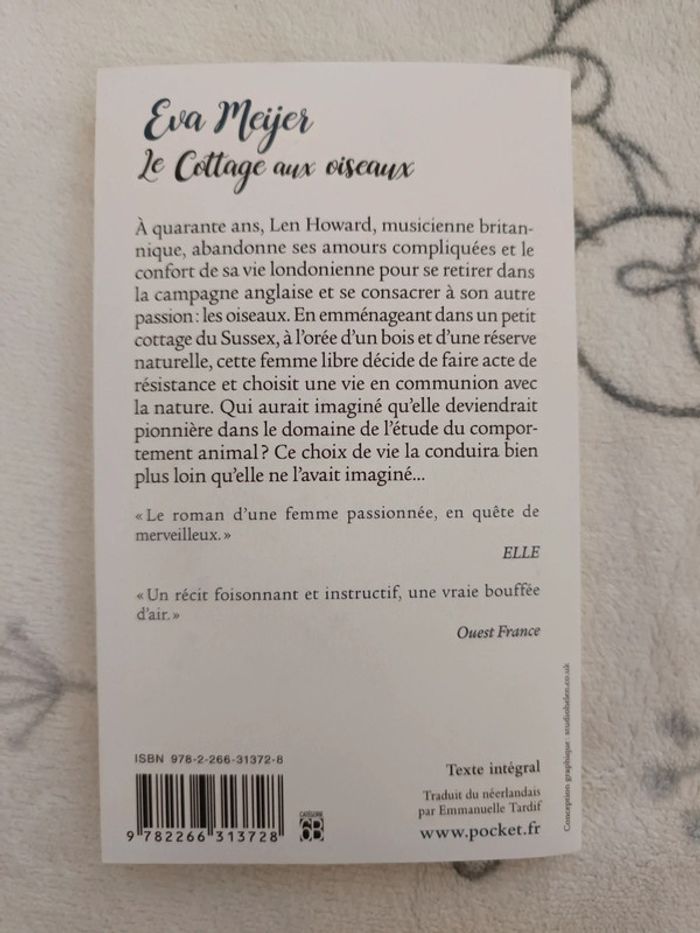 Eva Meijer
Le Cottage aux oiseaux
À quarante ans, Len Howard, musicienne britan-
nique, abandonne ses amours compliquées et le
confort de sa vie londonienne pour se retirer dans
la campagne anglaise et se consacrer à son autre
passion : les oiseaux. En emménageant dans un petit
cottage du Sussex, à l'orée d'un bois et d'une réserve
naturelle, cette femme libre décide de faire acte de
résistance et choisit une vie en communion avec
la nature. Qui aurait imaginé qu'elle deviendrait
pionnière dans le domaine de l'étude du compor-
tement animal ? Ce choix de vie la conduira bien
plus loin qu'elle ne l'avait imaginé...
« Le roman d'une femme passionnée, en quête de
merveilleux. »
ELLE
« Un récit foisonnant et instructif, une vraie bouffée
d'air. »
Ouest France
ISBN 978-2-266-31372-8
9 782266 313728
CATÉGORIE
6B
Texte intégral
Traduit du néerlandais
par Emmanuelle Tardif
www.pocket.fr
Conception graphique : studiohelen.co.uk